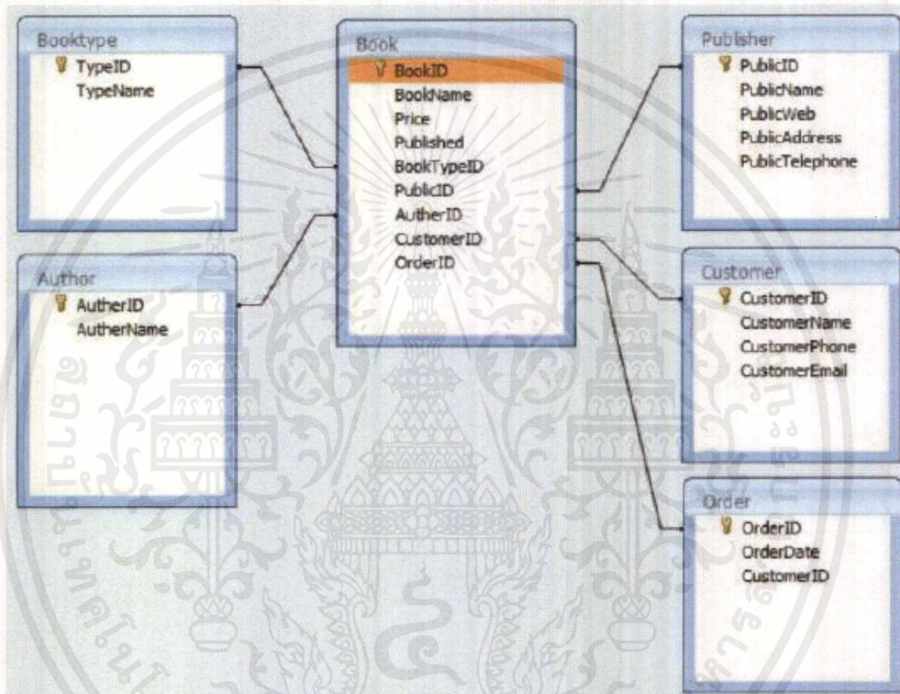 Booktype
TypeID
TypeName
Author
AutherID
AutherName
Book
BookID
BookName
Price
Published
BookTypeID
PublicID
AutherID
CustomerID
OrderID
Publisher
PublicID
PublicName
PublicWeb
PublicAddress
PublicTelephone
Customer
CustomerID
CustomerName
CustomerPhone
CustomerEmail
Order
OrderID
OrderDate
CustomerID